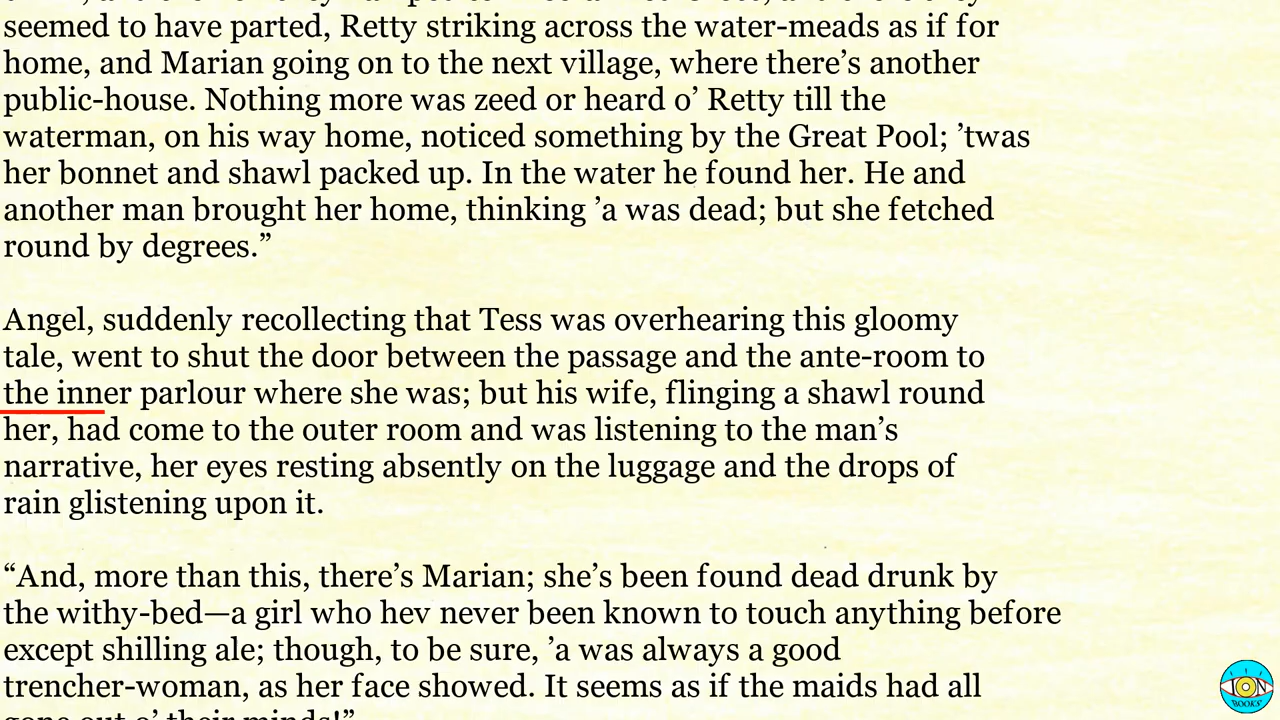 seemed to have parted, Retty striking across the water-meads as if for
home, and Marian going on to the next village, where there’s another
public-house. Nothing more was zeed or heard o’ Retty till the
waterman, on his way home, noticed something by the Great Pool; ’twas
her bonnet and shawl packed up. In the water he found her. He and
another man brought her home, thinking ’a was dead; but she fetched
round by degrees.”
Angel, suddenly recollecting that Tess was overhearing this gloomy
tale, went to shut the door between the passage and the ante-room to
the inner parlour where she was; but his wife, flinging a shawl round
her, had come to the outer room and was listening to the man’s
narrative, her eyes resting absently on the luggage and the drops of
rain glistening upon it.
“And, more than this, there’s Marian; she’s been found dead drunk by
the withy-bed—a girl who hev never been known to touch anything before
except shilling ale; though, to be sure, ’a was always a good
trencher-woman, as her face showed. It seems as if the maids had all
gone out o’ their minds!”
ION
BOOKS